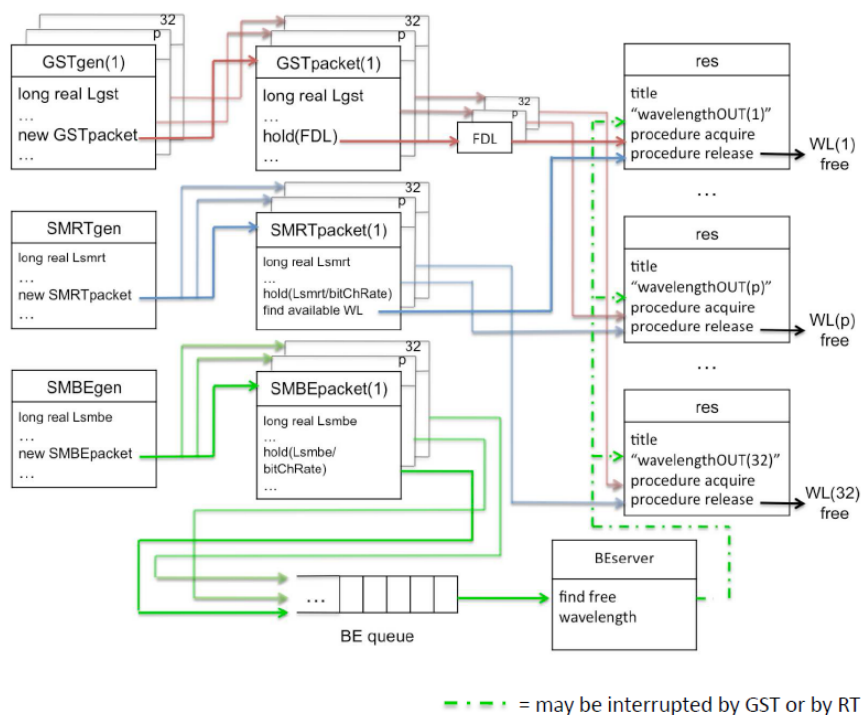 32
p
GSTgen(1)
long real Lgst
...
new GSTpacket
...
32
p
GSTpacket(1)
long real Lgst
...
hold(FDL)
...
32
p
FDL
res
title
“wavelengthOUT(1)”
procedure acquire
procedure release
WL(1)
free
...
SMRTgen
long real Lsmrt
...
new SMRTpacket
...
32
p
SMRTpacket(1)
long real Lsmrt
...
hold(Lsmrt/bitChRate)
find available WL
res
title
“wavelengthOUT(p)”
procedure acquire
procedure release
WL(p)
free
...
SMBEgen
long real Lsmbe
...
new SMBEpacket
...
32
p
SMBEpacket(1)
long real Lsmbe
...
hold(Lsmbe/
bitChRate)
...
res
title
“wavelengthOUT(32)”
procedure acquire
procedure release
WL(32)
free
...
BE queue
BEserver
find free
wavelength
= may be interrupted by GST or by RT